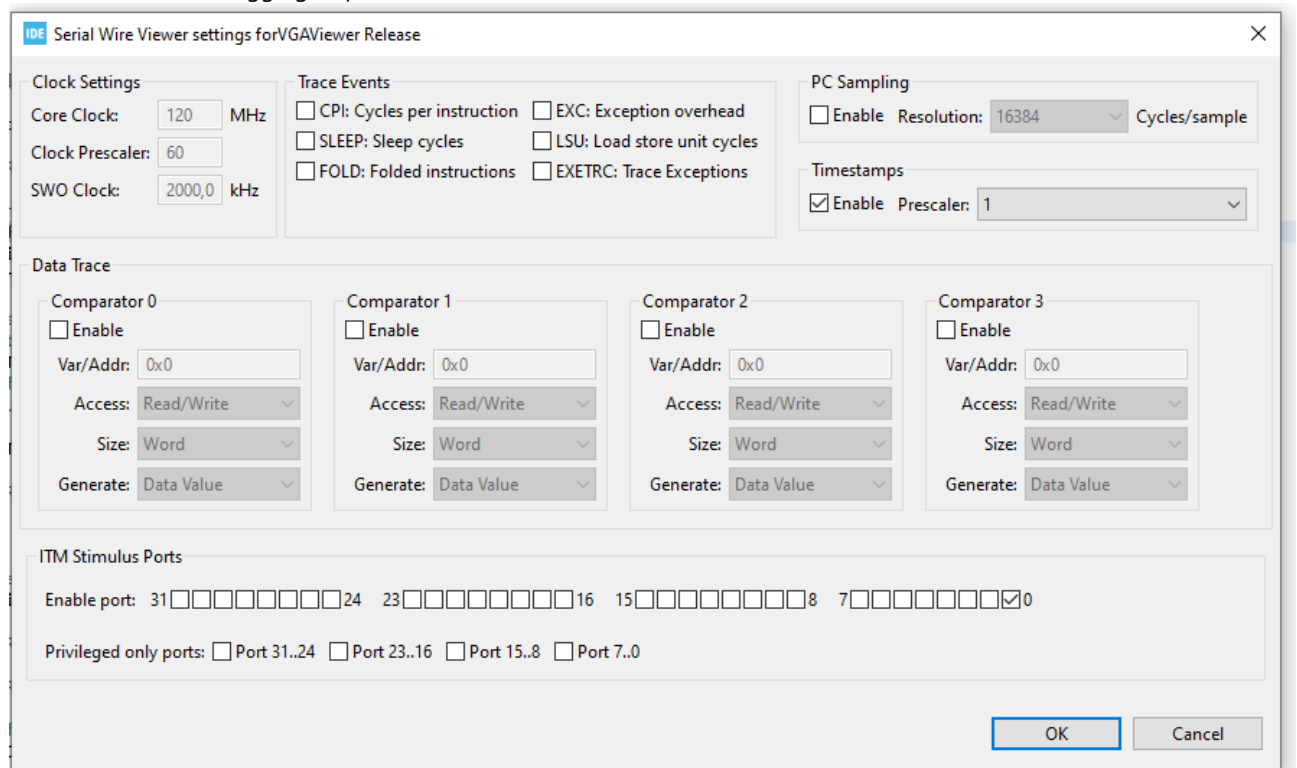 IDE Serial Wire Viewer settings forVGAViewer Release
Clock Settings
Core Clock: 120 MHz
Clock Prescaler: 60
SWO Clock: 2000,0 kHz
Trace Events
CPI: Cycles per instruction EXC: Exception overhead
SLEEP: Sleep cycles LSU: Load store unit cycles
FOLD: Folded instructions EXETRC: Trace Exceptions
PC Sampling
Enable Resolution: 16384 Cycles/sample
Timestamps
Enable Prescaler: 1
Data Trace
Comparator 0
Enable
Var/Addr: 0x0
Access: Read/Write
Size: Word
Generate: Data Value
Comparator 1
Enable
Var/Addr: 0x0
Access: Read/Write
Size: Word
Generate: Data Value
Comparator 2
Enable
Var/Addr: 0x0
Access: Read/Write
Size: Word
Generate: Data Value
Comparator 3
Enable
Var/Addr: 0x0
Access: Read/Write
Size: Word
Generate: Data Value
ITM Stimulus Ports
Enable port: 31 24 23 16 15 8 7 0
Privileged only ports: Port 31..24 Port 23..16 Port 15..8 Port 7..0
OK Cancel